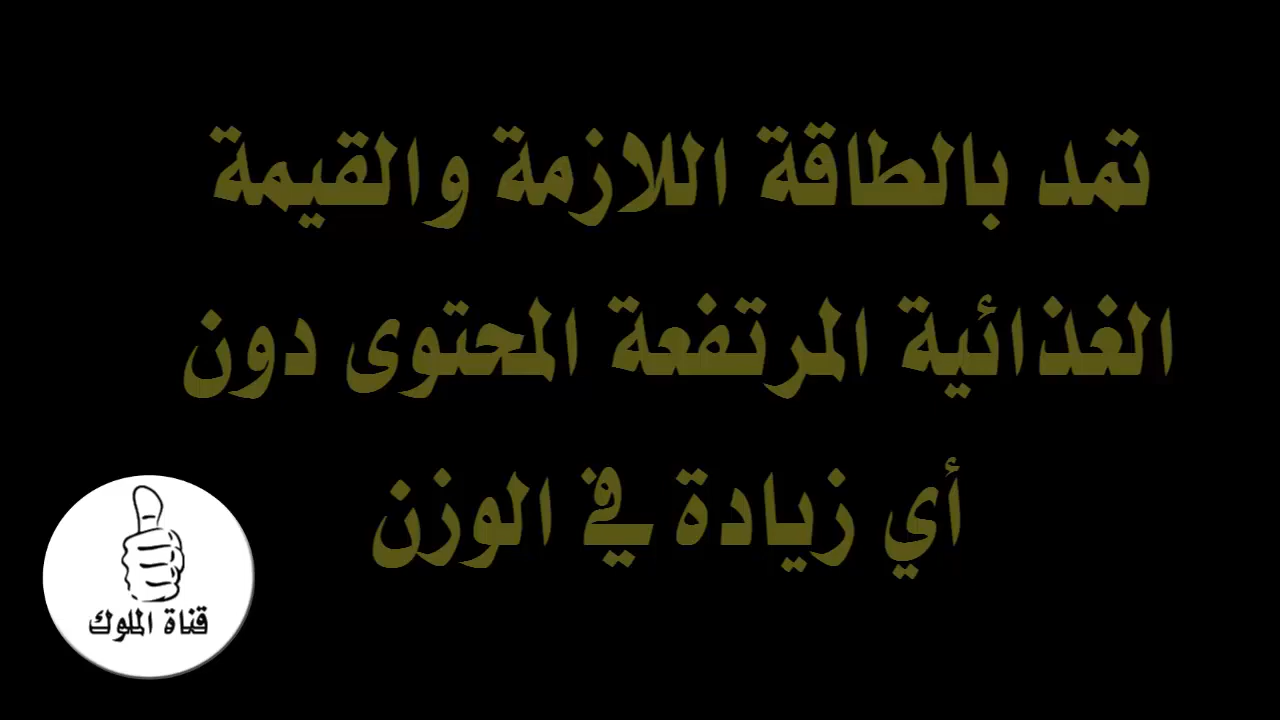 تمد بالطاقة اللازمة والقيمة
الغذائية المرتفعة المحتوى دون
أي زيادة في الوزن
قناة الملوك